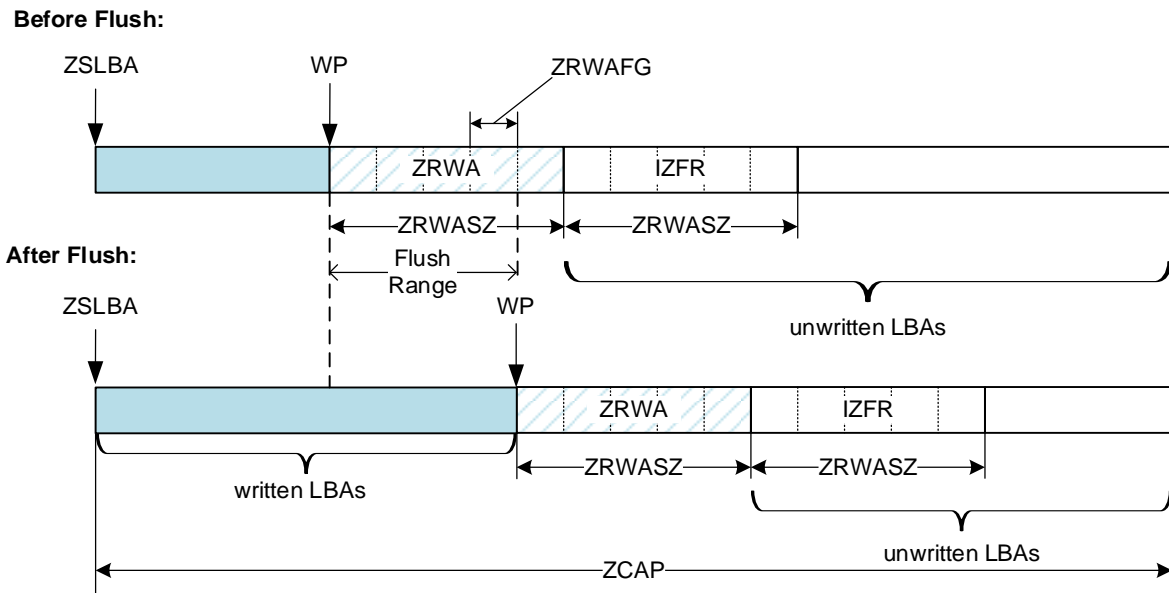 Before Flush:
ZSLBA
WP
ZRWAFG
ZRWA
IZFR
ZRWASZ
ZRWASZ
After Flush:
Flush
Range
ZSLBA
WP
unwritten LBAs
ZRWA
IZFR
ZRWASZ
ZRWASZ
written LBAs
unwritten LBAs
ZCAP